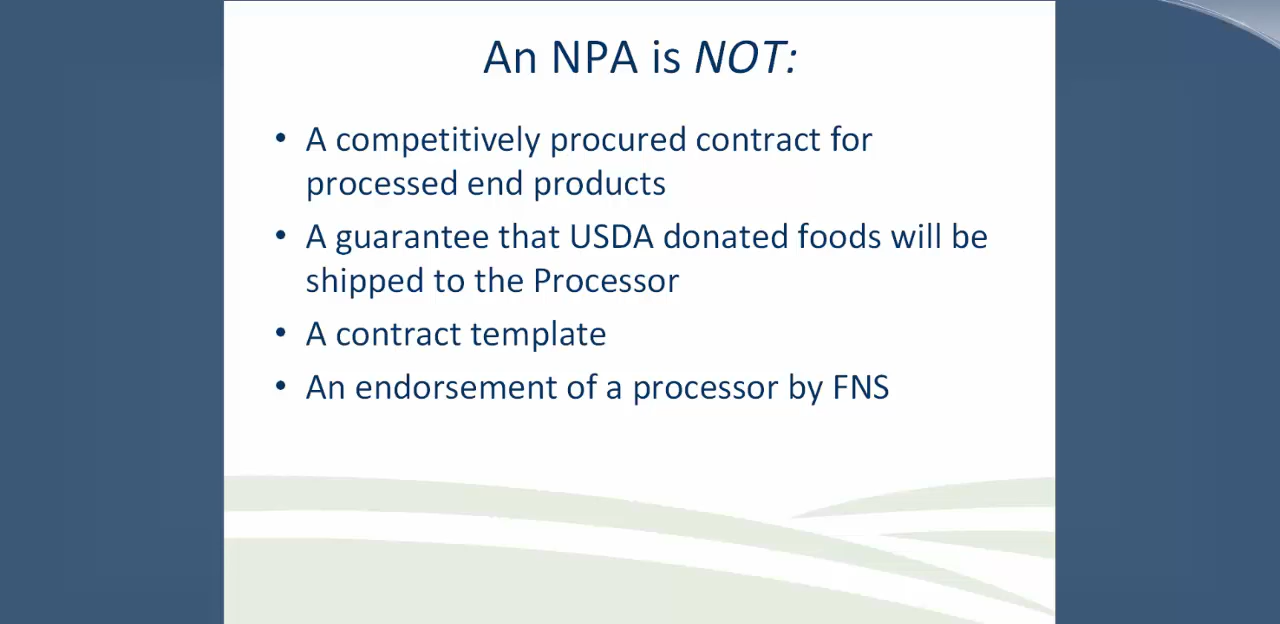 An NPA is NOT:
• A competitively procured contract for
processed end products
• A guarantee that USDA donated foods will be
shipped to the Processor
• A contract template
• An endorsement of a processor by FNS